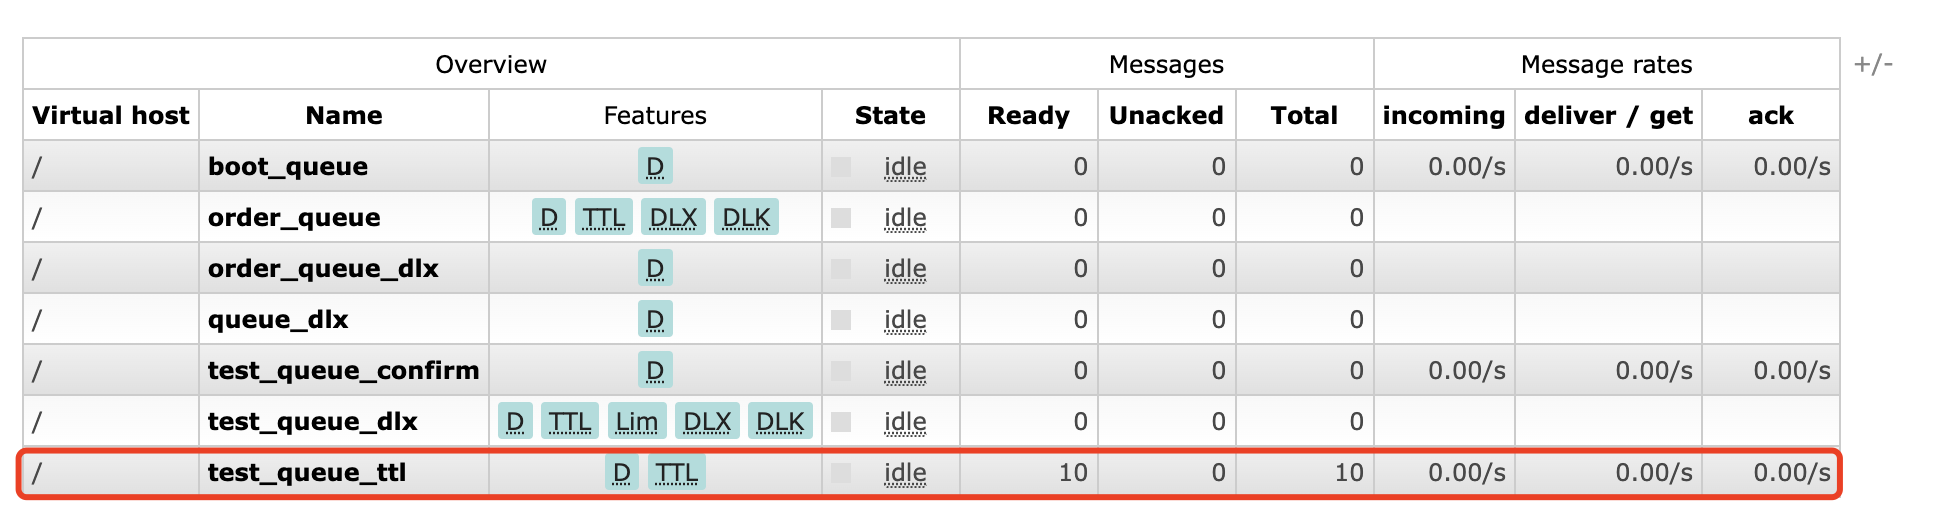 Overview Messages Message rates +/-
Virtual host Name Features State Ready Unacked Total incoming deliver / get ack
/ boot_queue D idle 0 0 0 0.00/s 0.00/s 0.00/s
/ order_queue D TTL DLX DLK idle 0 0 0
/ order_queue_dlx D idle 0 0 0
/ queue_dlx D idle 0 0 0
/ test_queue_confirm D idle 0 0 0 0.00/s 0.00/s 0.00/s
/ test_queue_dlx D TTL Lim DLX DLK idle 0 0 0
/ test_queue_ttl D TTL idle 10 0 10 0.00/s 0.00/s 0.00/s